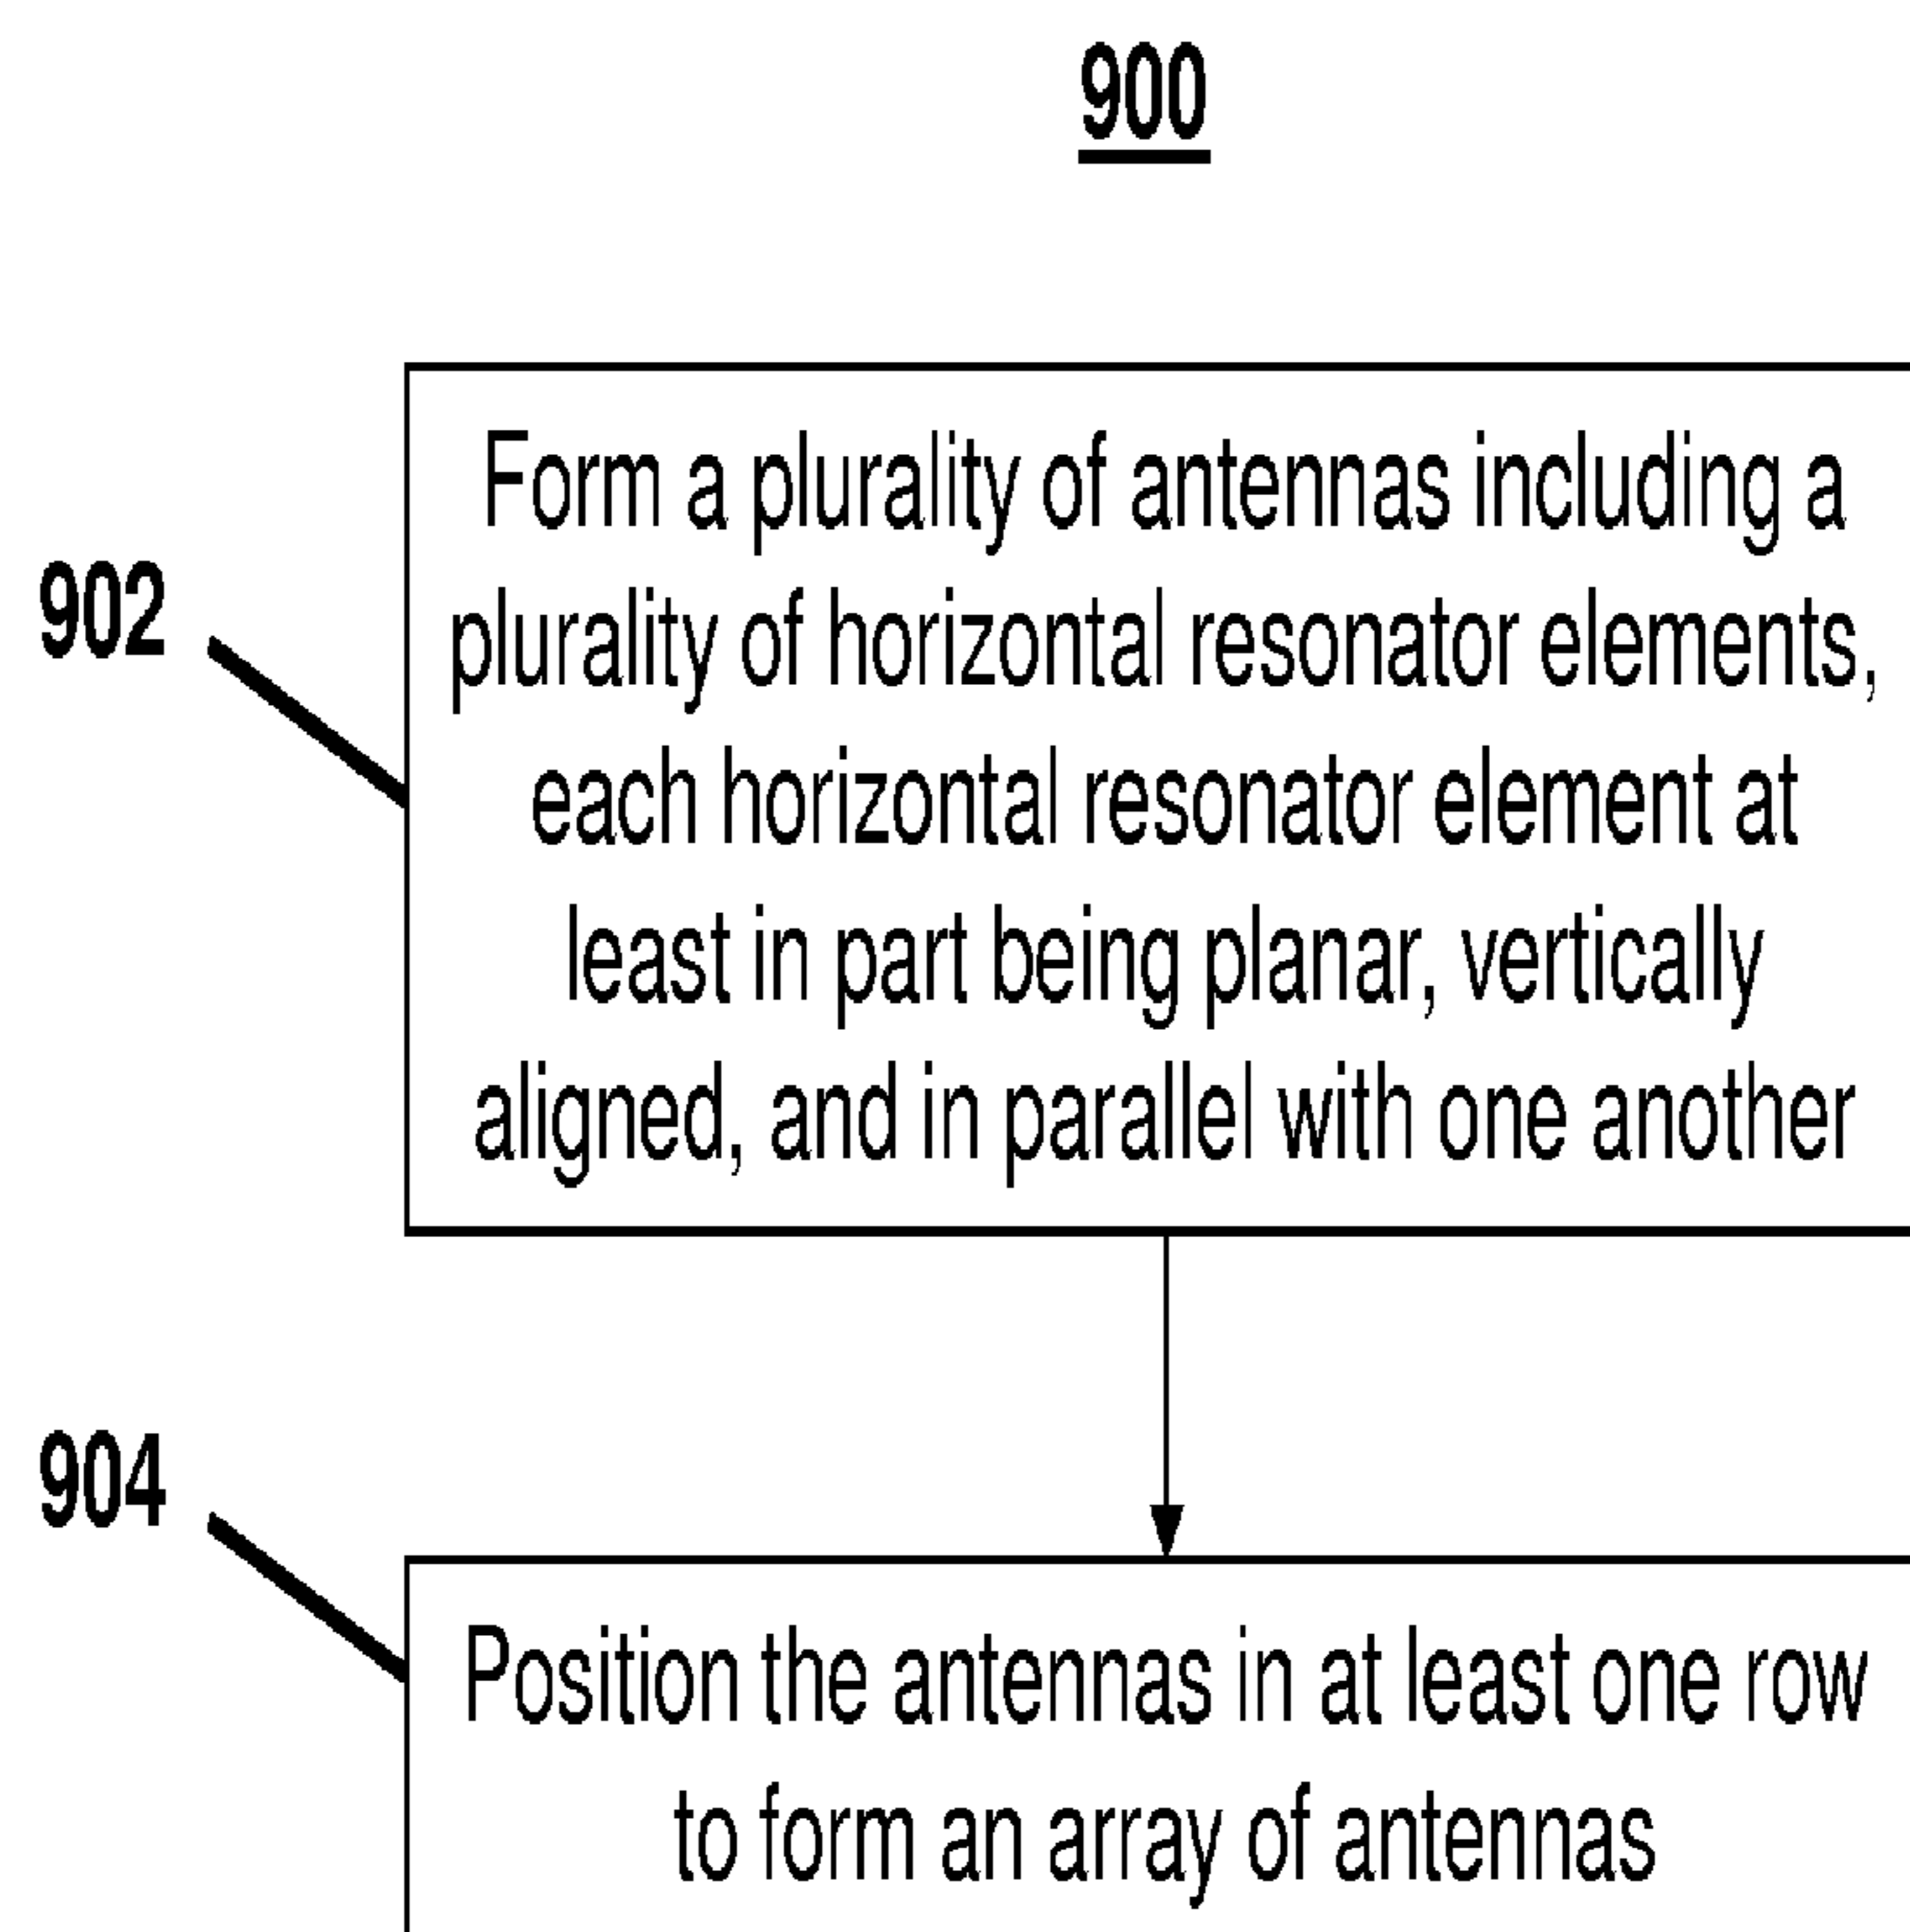 900
902
Form a plurality of antennas including a
plurality of horizontal resonator elements,
each horizontal resonator element at
least in part being planar, vertically
aligned, and in parallel with one another
904
Position the antennas in at least one row
to form an array of antennas